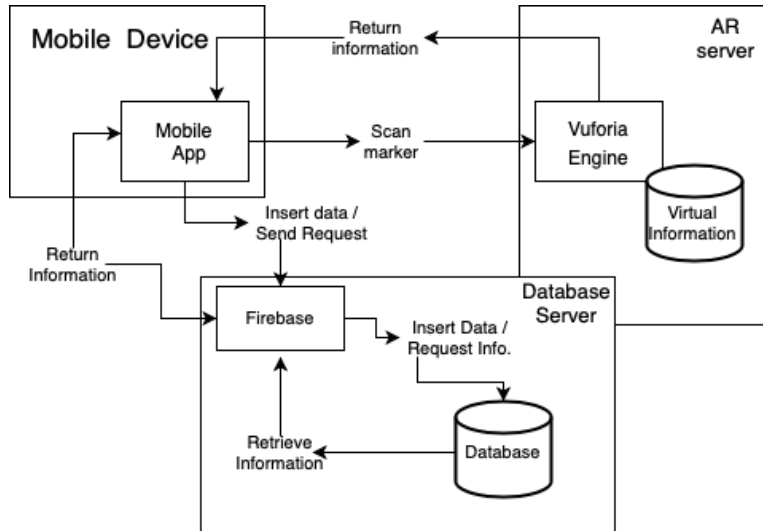 Mobile Device
Return
information
AR
server
Mobile
App
Scan
marker
Vuforia
Engine
Virtual
Information
Insert data /
Send Request
Return
Information
Database
Server
Firebase
Insert Data /
Request Info.
Retrieve
Information
Database